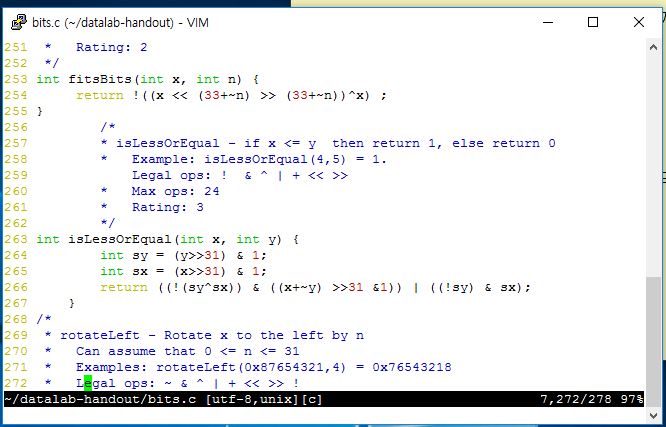 bits.c (~/datalab-handout) - VIM
251  *   Rating: 2
252  */
253 int fitsBits(int x, int n) {
254      return !((x << (33+~n) >> (33+~n))^x) ;
255 }
256         /*
257         * isLessOrEqual - if x <= y  then return 1, else return 0
258         *   Example: isLessOrEqual(4,5) = 1.
259             Legal ops: !  & ^ | + << >>
260         *   Max ops: 24
261         *   Rating: 3
262         */
263 int isLessOrEqual(int x, int y) {
264         int sy = (y>>31) & 1;
265         int sx = (x>>31) & 1;
266         return ((!(sy^sx)) & ((x+~y) >>31 &1)) | ((!sy) & sx);
267     }
268 /*
269  * rotateLeft - Rotate x to the left by n
270  *   Can assume that 0 <= n <= 31
271  *   Examples: rotateLeft(0x87654321,4) = 0x76543218
272  *   Legal ops: ~ & ^ | + << >> !
~/datalab-handout/bits.c [utf-8,unix][c]                    7,272/278 97%